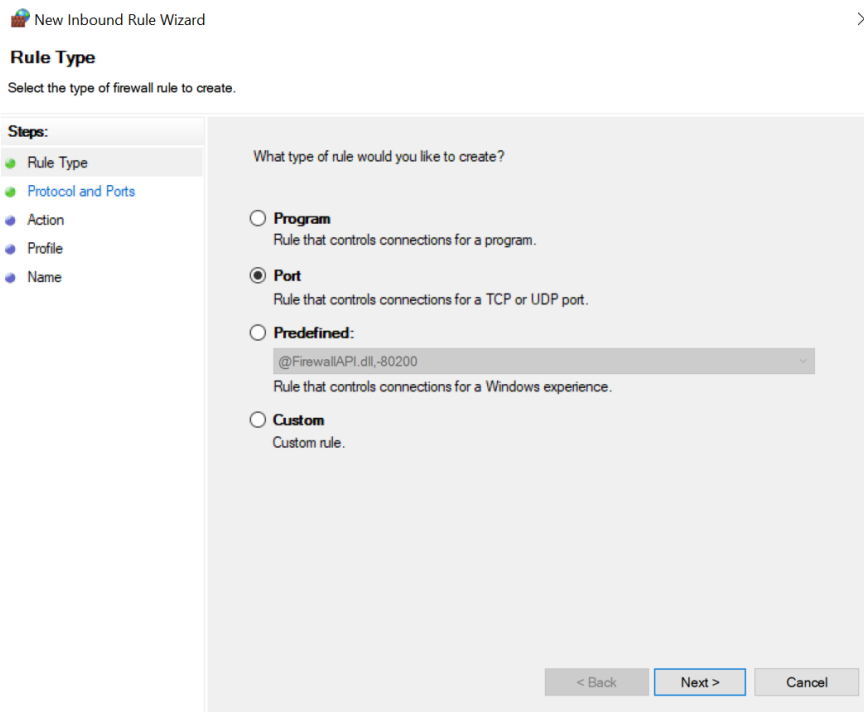 New Inbound Rule Wizard
Rule Type
Select the type of firewall rule to create.
Steps:
Rule Type
Protocol and Ports
Action
Profile
Name
What type of rule would you like to create?
Program
Rule that controls connections for a program.
Port
Rule that controls connections for a TCP or UDP port.
Predefined:
@FirewallAPI.dll,-80200
Rule that controls connections for a Windows experience.
Custom
Custom rule.
< Back Next > Cancel